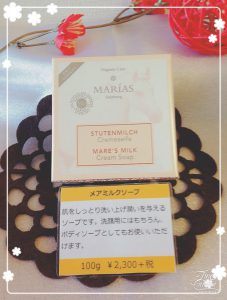 Organic Line
MARÍAS
STUTENMILCH
Cremeseife
MARE'S MILK
Cream Soap
メアミルクソープ
肌をしっとり洗い上げ潤いを与える
ソープです。洗顔用にはもちろん、
ボディソープとしてもお使いいただ
けます。
100g ￥2,300+税